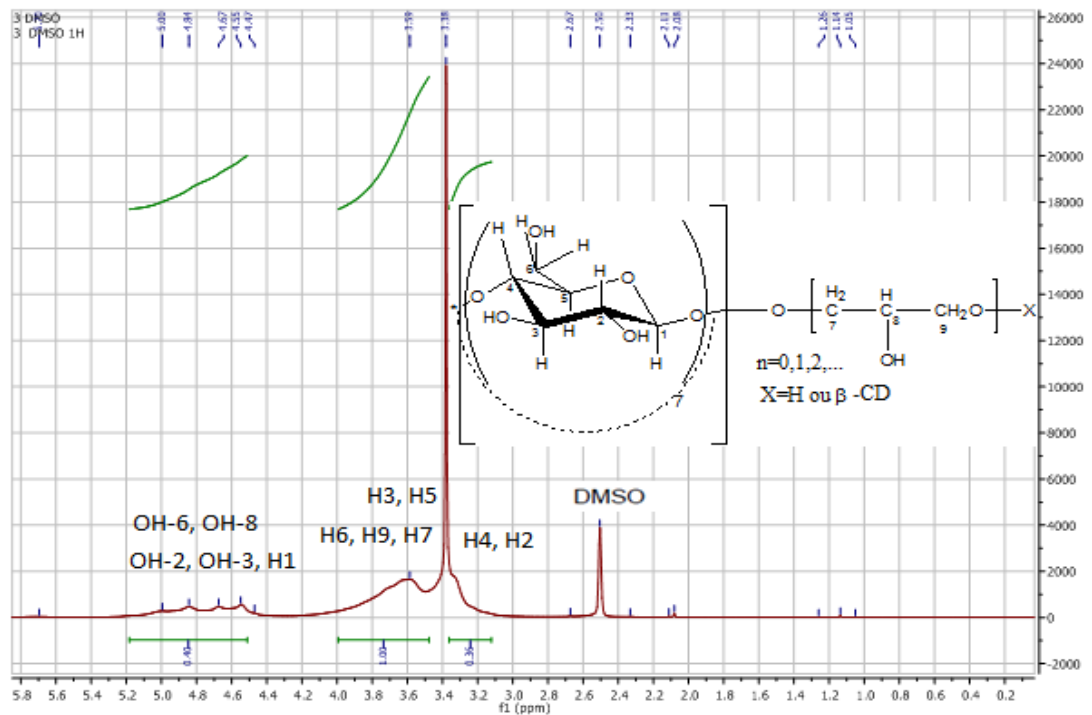 3 DMSO
3 DMSO 1H
5.00 4.84 4.67 4.55 4.47 3.59 3.38 2.67 2.50 2.33 2.11 2.08 1.26 1.14 1.05
26000
24000
22000
20000
18000
16000
14000
12000
10000
8000
6000
4000
2000
0
-2000
H H OH H
6 4 O O 5 H 2 O
HO 3 H OH 1 H O
7
O H2 C 7 H C 8 OH CH2O 9 X
n=0,1,2,...
X=H ou β -CD
H3, H5
DMSO
OH-6, OH-8
H6, H9, H7
H4, H2
OH-2, OH-3, H1
0.40 1.00 0.36
5.8 5.6 5.4 5.2 5.0 4.8 4.6 4.4 4.2 4.0 3.8 3.6 3.4 3.2 3.0 2.8 2.6 2.4 2.2 2.0 1.8 1.6 1.4 1.2 1.0 0.8 0.6 0.4 0.2
f1 (ppm)